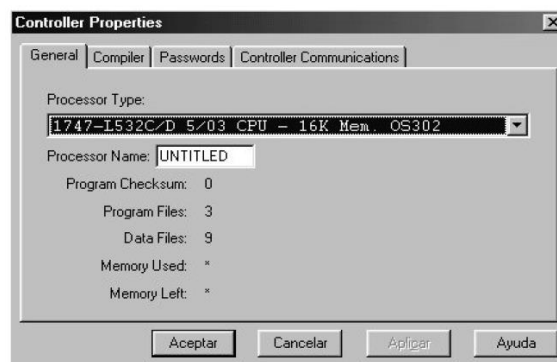 Controller Properties
General Compiler Passwords Controller Communications
Processor Type:
1747-L532C/D 5/03 CPU - 16K Mem. OS302
Processor Name: UNTITLED
Program Checksum: 0
Program Files: 3
Data Files: 9
Memory Used: *
Memory Left: *
Aceptar Cancelar Apligar Ayuda